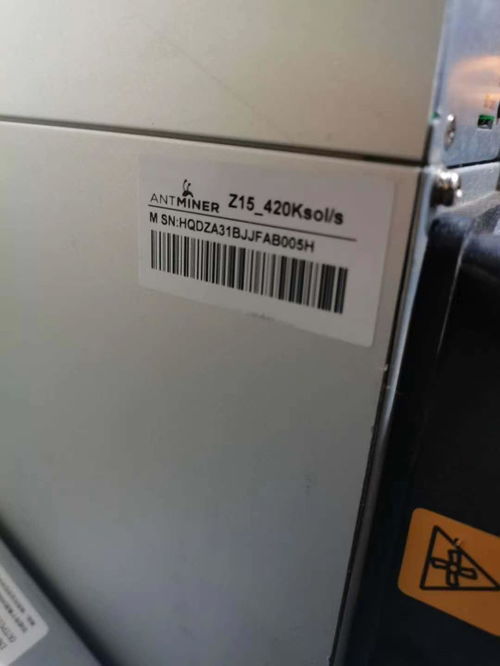 ANTMINER Z15_420Ksol/s
M SN:HQDZA31BJJFAB005H